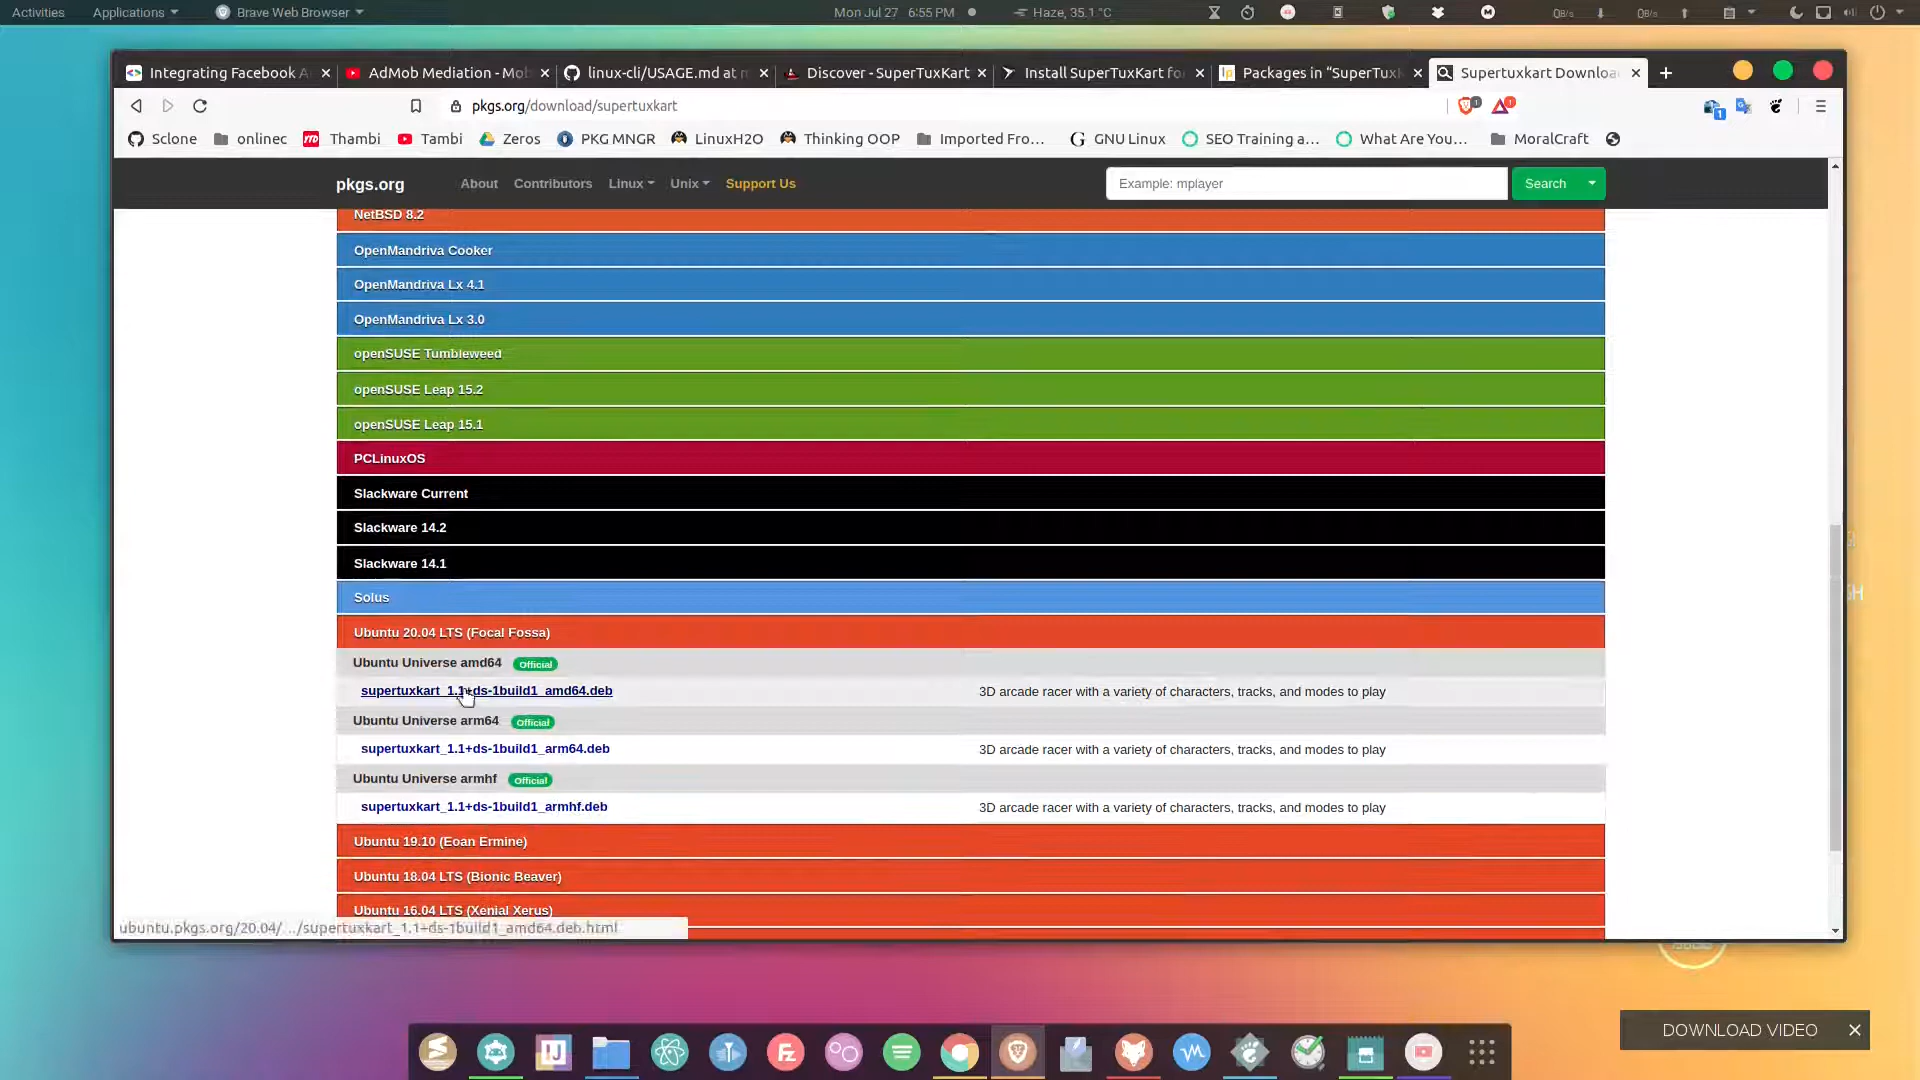 Activities Applications Brave Web Browser Mon Jul 27 6:55 PM Haze, 35.1 °C 0B/s 0B/s
Integrating Facebook A AdMob Mediation - Mo linux-cli/USAGE.md at Discover - SuperTuxKart Install SuperTuxKart fo Packages in “SuperTux Supertuxkart Downloa
pkgs.org/download/supertuxkart 1 1 1
Sclone onlinec Thambi Tambi Zeros PKG MNGR LinuxH2O Thinking OOP Imported Fro… GNU Linux SEO Training a… What Are You… MoralCraft
pkgs.org About Contributors Linux Unix Support Us Example: mplayer Search
NetBSD 8.2
OpenMandriva Cooker
OpenMandriva Lx 4.1
OpenMandriva Lx 3.0
openSUSE Tumbleweed
openSUSE Leap 15.2
openSUSE Leap 15.1
PCLinuxOS
Slackware Current
Slackware 14.2
Slackware 14.1
Solus
Ubuntu 20.04 LTS (Focal Fossa)
Ubuntu Universe amd64 Official
supertuxkart_1.1+ds-1build1_amd64.deb 3D arcade racer with a variety of characters, tracks, and modes to play
Ubuntu Universe arm64 Official
supertuxkart_1.1+ds-1build1_arm64.deb 3D arcade racer with a variety of characters, tracks, and modes to play
Ubuntu Universe armhf Official
supertuxkart_1.1+ds-1build1_armhf.deb 3D arcade racer with a variety of characters, tracks, and modes to play
Ubuntu 19.10 (Eoan Ermine)
Ubuntu 18.04 LTS (Bionic Beaver)
Ubuntu 16.04 LTS (Xenial Xerus)
ubuntu.pkgs.org/20.04/…/supertuxkart_1.1+ds-1build1_amd64.deb.html
DOWNLOAD VIDEO